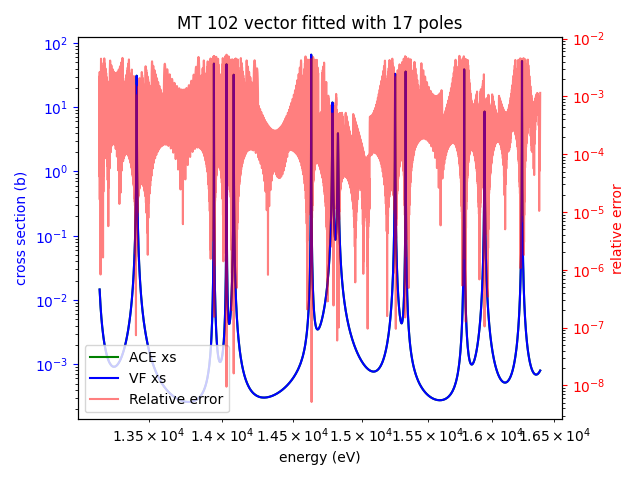 MT 102 vector fitted with 17 poles
10²
10¹
10⁰
10⁻¹
10⁻²
10⁻³
cross section (b)
ACE xs
VF xs
Relative error
1.35 × 10⁴
1.4 × 10⁴
1.45 × 10⁴
1.5 × 10⁴
1.55 × 10⁴
1.6 × 10⁴
1.65 × 10⁴
energy (eV)
10⁻²
10⁻³
10⁻⁴
10⁻⁵
10⁻⁶
10⁻⁷
10⁻⁸
relative error